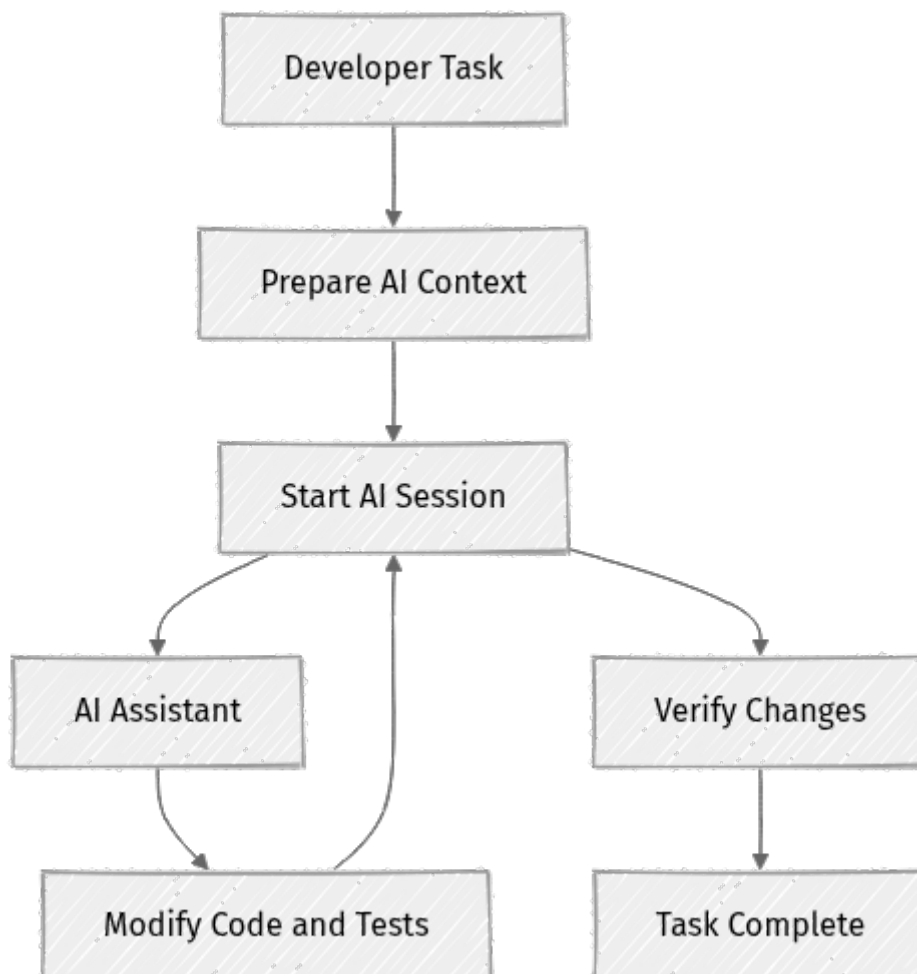 Developer Task
Prepare AI Context
Start AI Session
AI Assistant
Verify Changes
Modify Code and Tests
Task Complete